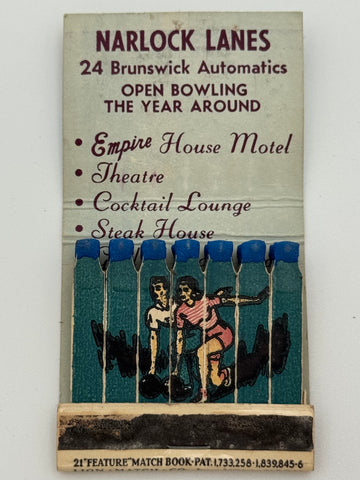 NARLOCK LANES
24 Brunswick Automatics
OPEN BOWLING
THE YEAR AROUND
• Empire House Motel
• Theatre
• Cocktail Lounge
• Steak House
21 "FEATURE" MATCH BOOK-PAT. 1,733,258-1,839,845-6